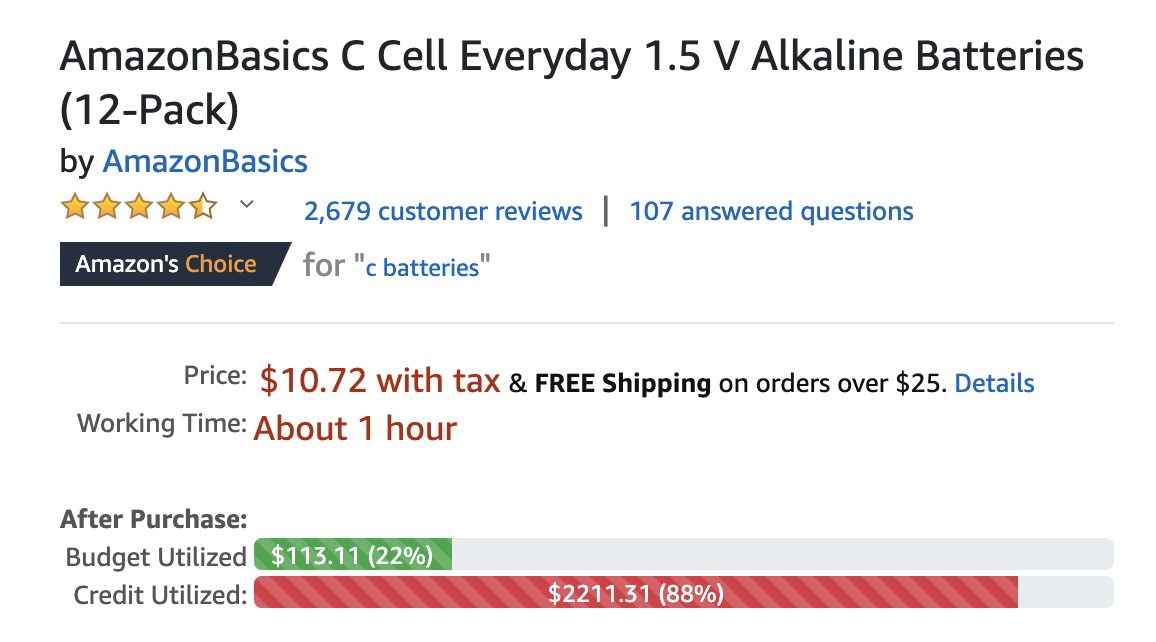 AmazonBasics C Cell Everyday 1.5 V Alkaline Batteries
(12-Pack)
by AmazonBasics
2,679 customer reviews | 107 answered questions
Amazon's Choice for "c batteries"
Price: $10.72 with tax & FREE Shipping on orders over $25. Details
Working Time: About 1 hour
After Purchase:
Budget Utilized $113.11 (22%)
Credit Utilized: $2211.31 (88%)